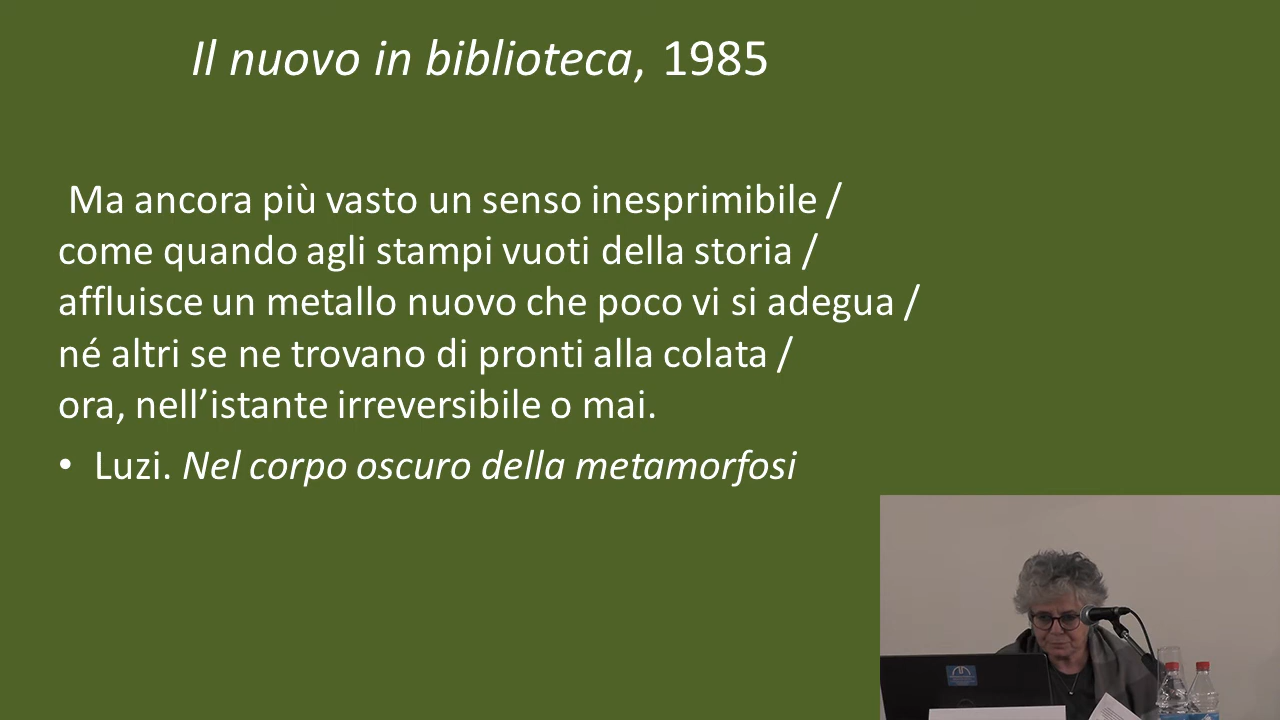 Il nuovo in biblioteca, 1985
Ma ancora più vasto un senso inesprimibile /
come quando agli stampi vuoti della storia /
affluisce un metallo nuovo che poco vi si adegua /
né altri se ne trovano di pronti alla colata /
ora, nell’istante irreversibile o mai.
• Luzi. Nel corpo oscuro della metamorfosi